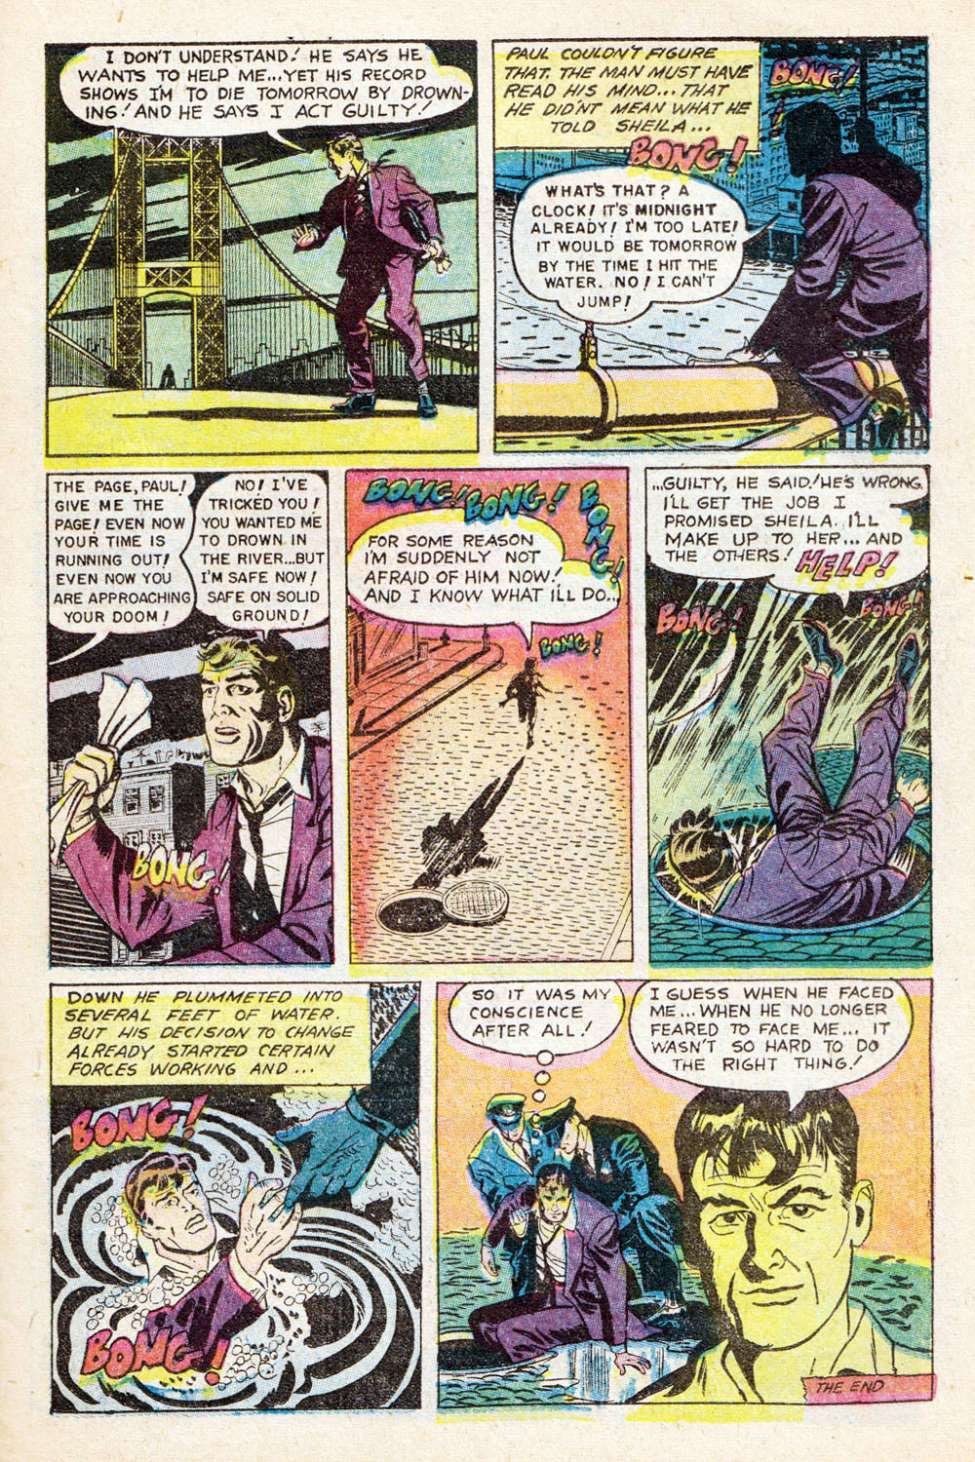 I DON'T UNDERSTAND! HE SAYS HE
WANTS TO HELP ME...YET HIS RECORD
SHOWS I'M TO DIE TOMORROW BY DROWN-
ING! AND HE SAYS I ACT GUILTY!
PAUL COULDN'T FIGURE
THAT. THE MAN MUST HAVE
READ HIS MIND... THAT
HE DIDN'T MEAN WHAT HE
TOLD SHEILA...
BONG!
BONG!
WHAT'S THAT? A
CLOCK! IT'S MIDNIGHT
ALREADY! I'M TOO LATE!
IT WOULD BE TOMORROW
BY THE TIME I HIT THE
WATER. NO! I CAN'T
JUMP!
THE PAGE, PAUL!
GIVE ME THE
PAGE! EVEN NOW
YOUR TIME IS
RUNNING OUT!
EVEN NOW YOU
ARE APPROACHING
YOUR DOOM!
NO! I'VE
TRICKED YOU!
YOU WANTED ME
TO DROWN IN
THE RIVER...BUT
I'M SAFE NOW!
SAFE ON SOLID
GROUND!
BONG!
BONG! BONG! BONG!
FOR SOME REASON
I'M SUDDENLY NOT
AFRAID OF HIM NOW!
AND I KNOW WHAT I'LL DO...
BONG!
...GUILTY, HE SAID! HE'S WRONG.
I'LL GET THE JOB I
PROMISED SHEILA. I'LL
MAKE UP TO HER... AND
THE OTHERS! HELP!
BONG!
BONG!
DOWN HE PLUMMETED INTO
SEVERAL FEET OF WATER.
BUT HIS DECISION TO CHANGE
ALREADY STARTED CERTAIN
FORCES WORKING AND...
BONG!
BONG!
SO IT WAS MY
CONSCIENCE
AFTER ALL!
I GUESS WHEN HE FACED
ME... WHEN HE NO LONGER
FEARED TO FACE ME... IT
WASN'T SO HARD TO DO
THE RIGHT THING!
THE END